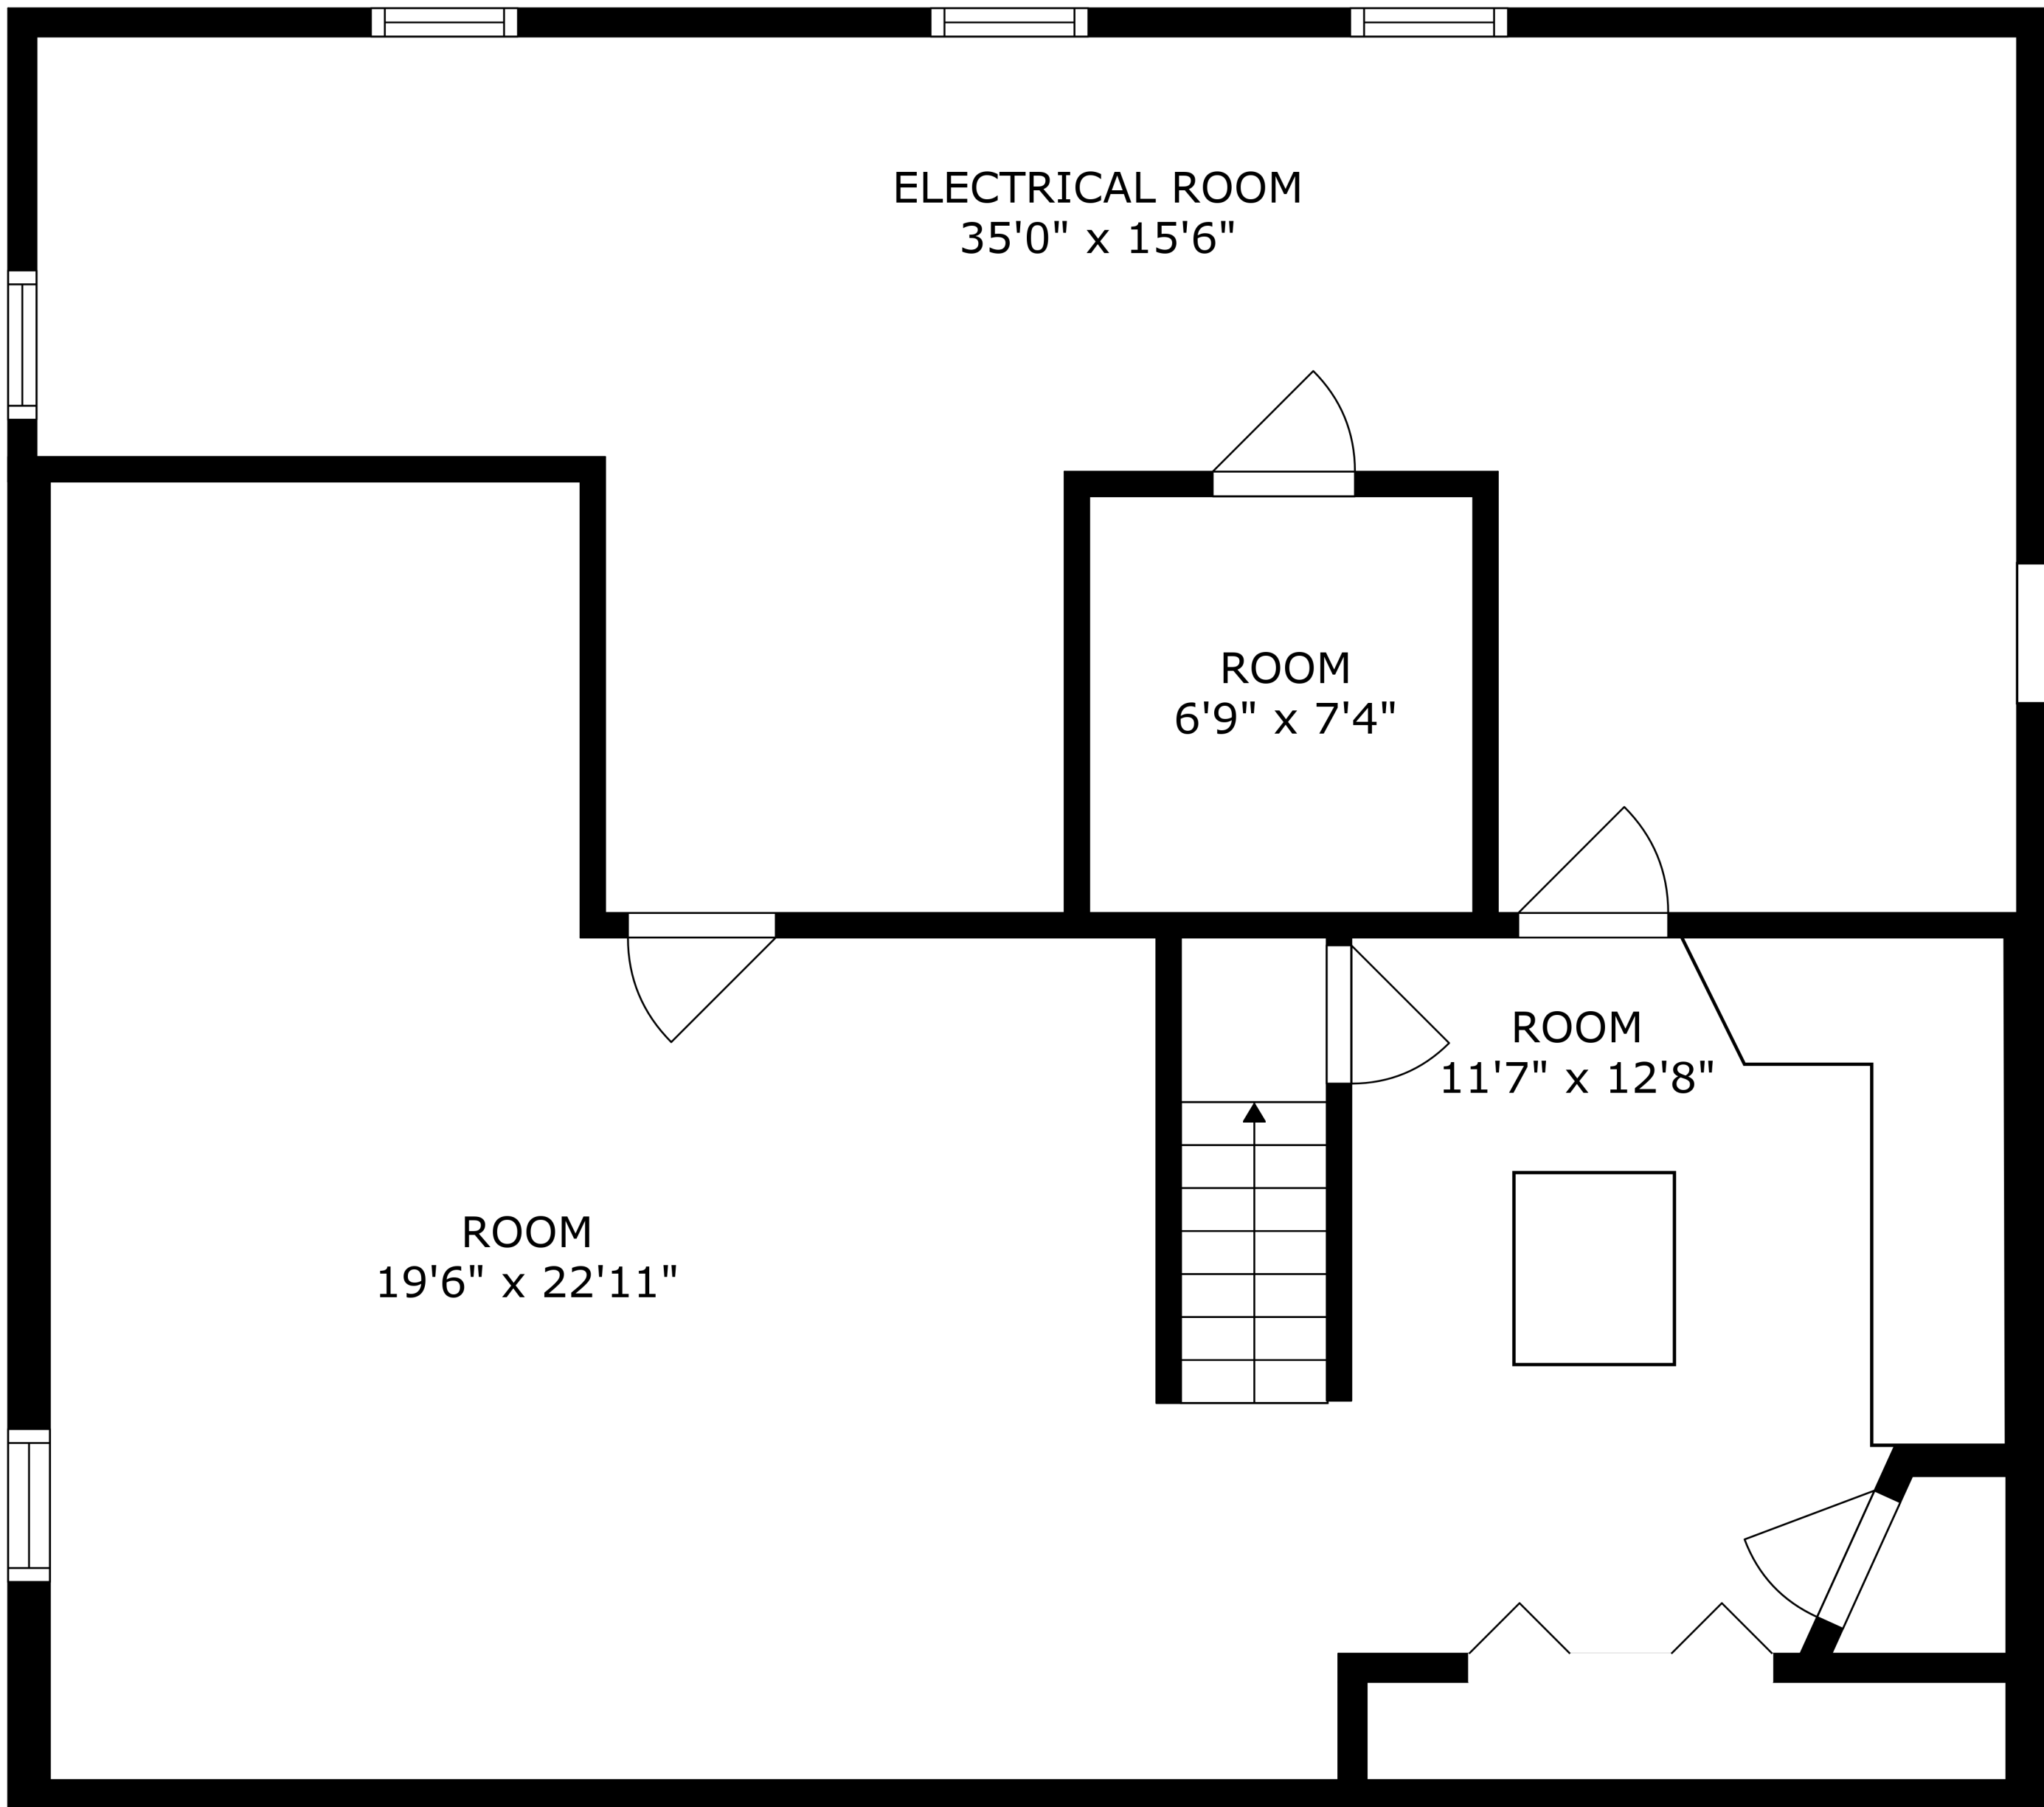 ELECTRICAL ROOM
35'0" x 15'6"
ROOM
6'9" x 7'4"
ROOM
11'7" x 12'8"
ROOM
19'6" x 22'11"